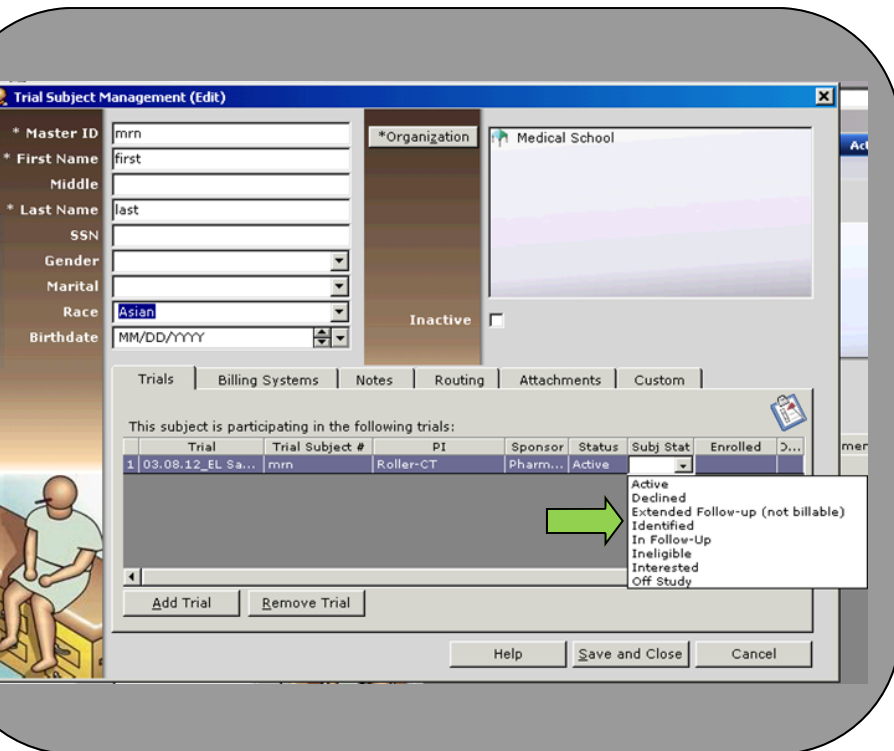 Trial Subject Management (Edit)
* Master ID mrn
* First Name first
Middle
* Last Name last
SSN
Gender
Marital
Race Asian
Birthdate MM/DD/YYYY
*Organization
Medical School
Inactive
Trials Billing Systems Notes Routing Attachments Custom
This subject is participating in the following trials:
Trial Trial Subject # PI Sponsor Status Subj Stat Enrolled
1 03.08.12_EL Sa... mrn Roller-CT Pharm... Active
Active
Declined
Extended Follow-up (not billable)
Identified
In Follow-Up
Ineligible
Interested
Off Study
Add Trial Remove Trial
Help Save and Close Cancel